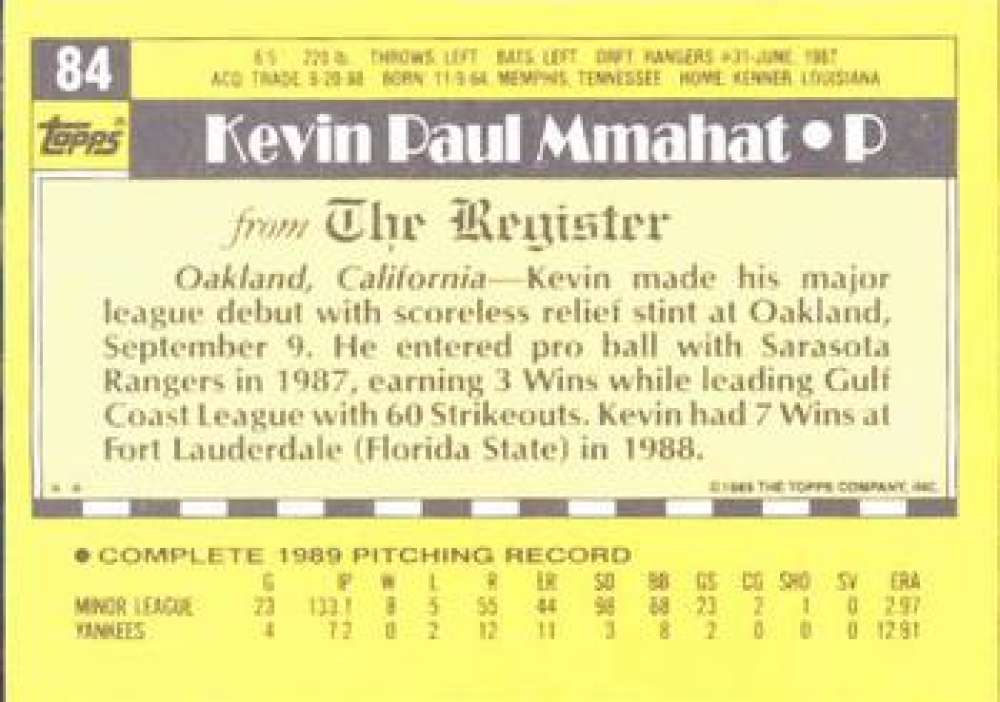 84
6'5" 220 lb. THROWS: LEFT BATS: LEFT DRFT: RANGERS #31-JUNE, 1987
ACQ: TRADE, 8-20-88 BORN: 11-9-64, MEMPHIS, TENNESSEE HOME: KENNER, LOUISIANA
topps®
Kevin Paul Mmahat • P
from The Register
Oakland, California—Kevin made his major
league debut with scoreless relief stint at Oakland,
September 9. He entered pro ball with Sarasota
Rangers in 1987, earning 3 Wins while leading Gulf
Coast League with 60 Strikeouts. Kevin had 7 Wins at
Fort Lauderdale (Florida State) in 1988.
* * ©1989 THE TOPPS COMPANY, INC.
• COMPLETE 1989 PITCHING RECORD
G IP W L R ER SO BB GS CG SHO SV ERA
MINOR LEAGUE 23 133.1 8 5 55 44 98 68 23 2 1 0 2.97
YANKEES 4 7.2 0 2 12 11 3 8 2 0 0 0 12.91